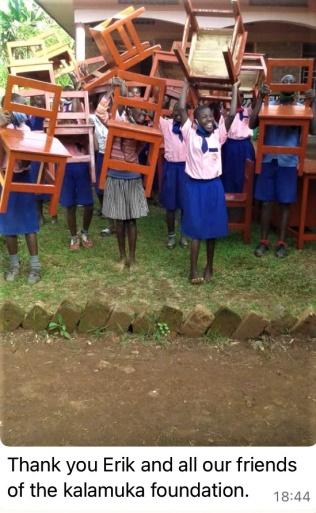 Thank you Erik and all our friends
of the kalamuka foundation.
18:44